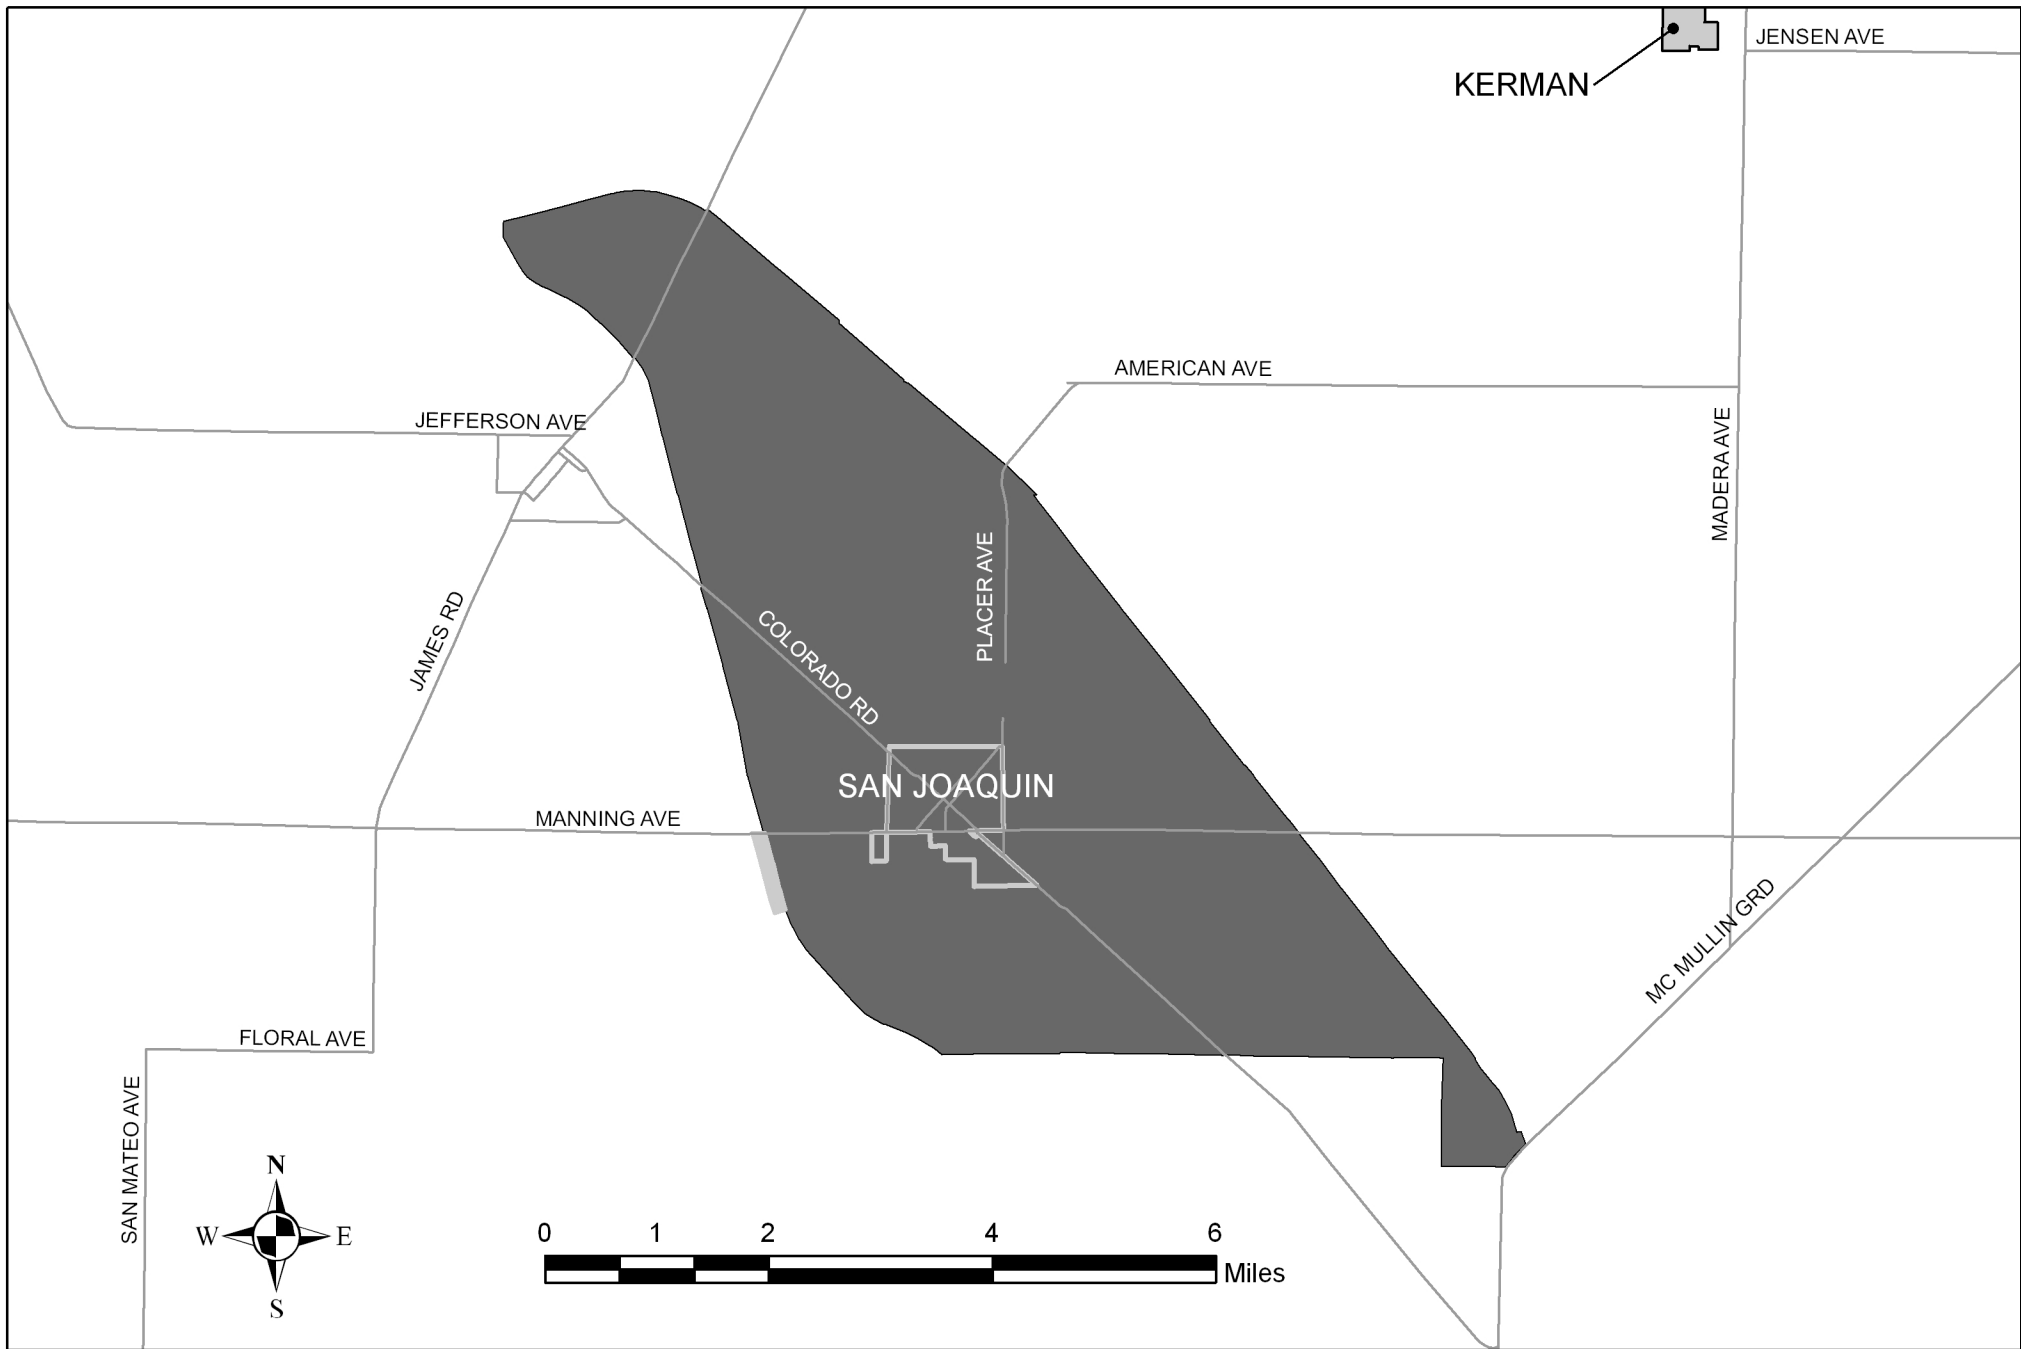 JENSEN AVE
KERMAN
AMERICAN AVE
JEFFERSON AVE
MADERA AVE
PLACER AVE
JAMES RD
COLORADO RD
SAN JOAQUIN
MANNING AVE
MC MULLIN GRD
FLORAL AVE
SAN MATEO AVE
N
W E
S
0 1 2 4 6
Miles